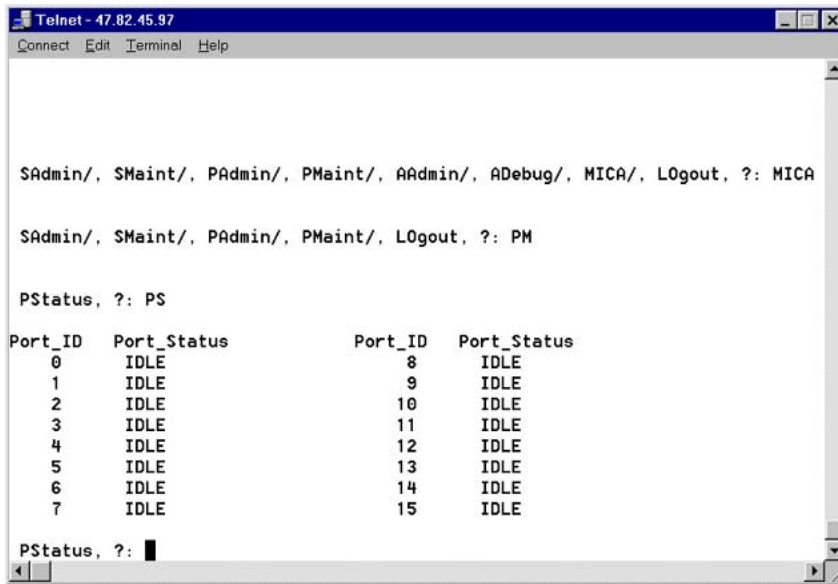 Telnet - 47.82.45.97
Connect Edit Terminal Help
SAdmin/, SMaint/, PAdmin/, PMaint/, AAdmin/, ADebug/, MICA/, LOgout, ?: MICA
SAdmin/, SMaint/, PAdmin/, PMaint/, LOgout, ?: PM
PStatus, ?: PS
Port_ID Port_Status Port_ID Port_Status
0 IDLE 8 IDLE
1 IDLE 9 IDLE
2 IDLE 10 IDLE
3 IDLE 11 IDLE
4 IDLE 12 IDLE
5 IDLE 13 IDLE
6 IDLE 14 IDLE
7 IDLE 15 IDLE
PStatus, ?: